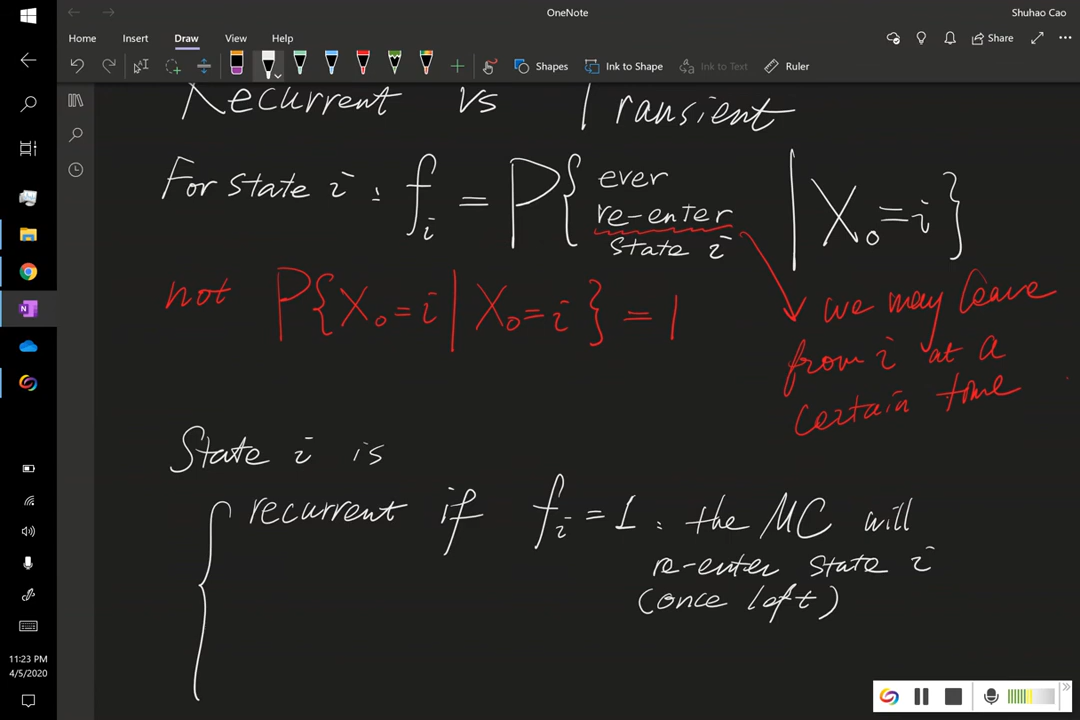 OneNote
Shuhao Cao
Home Insert Draw View Help
Share
Shapes Ink to Shape Ink to Text Ruler
Recurrent vs Transient
For state i : f_i = P{ ever re-enter state i | X_0 = i }
not P{X_0 = i | X_0 = i} = 1
we may leave
from i at a
certain time
State i is
recurrent if f_i = 1. the MC will
re-enter state i
(once left)
11:23 PM
4/5/2020